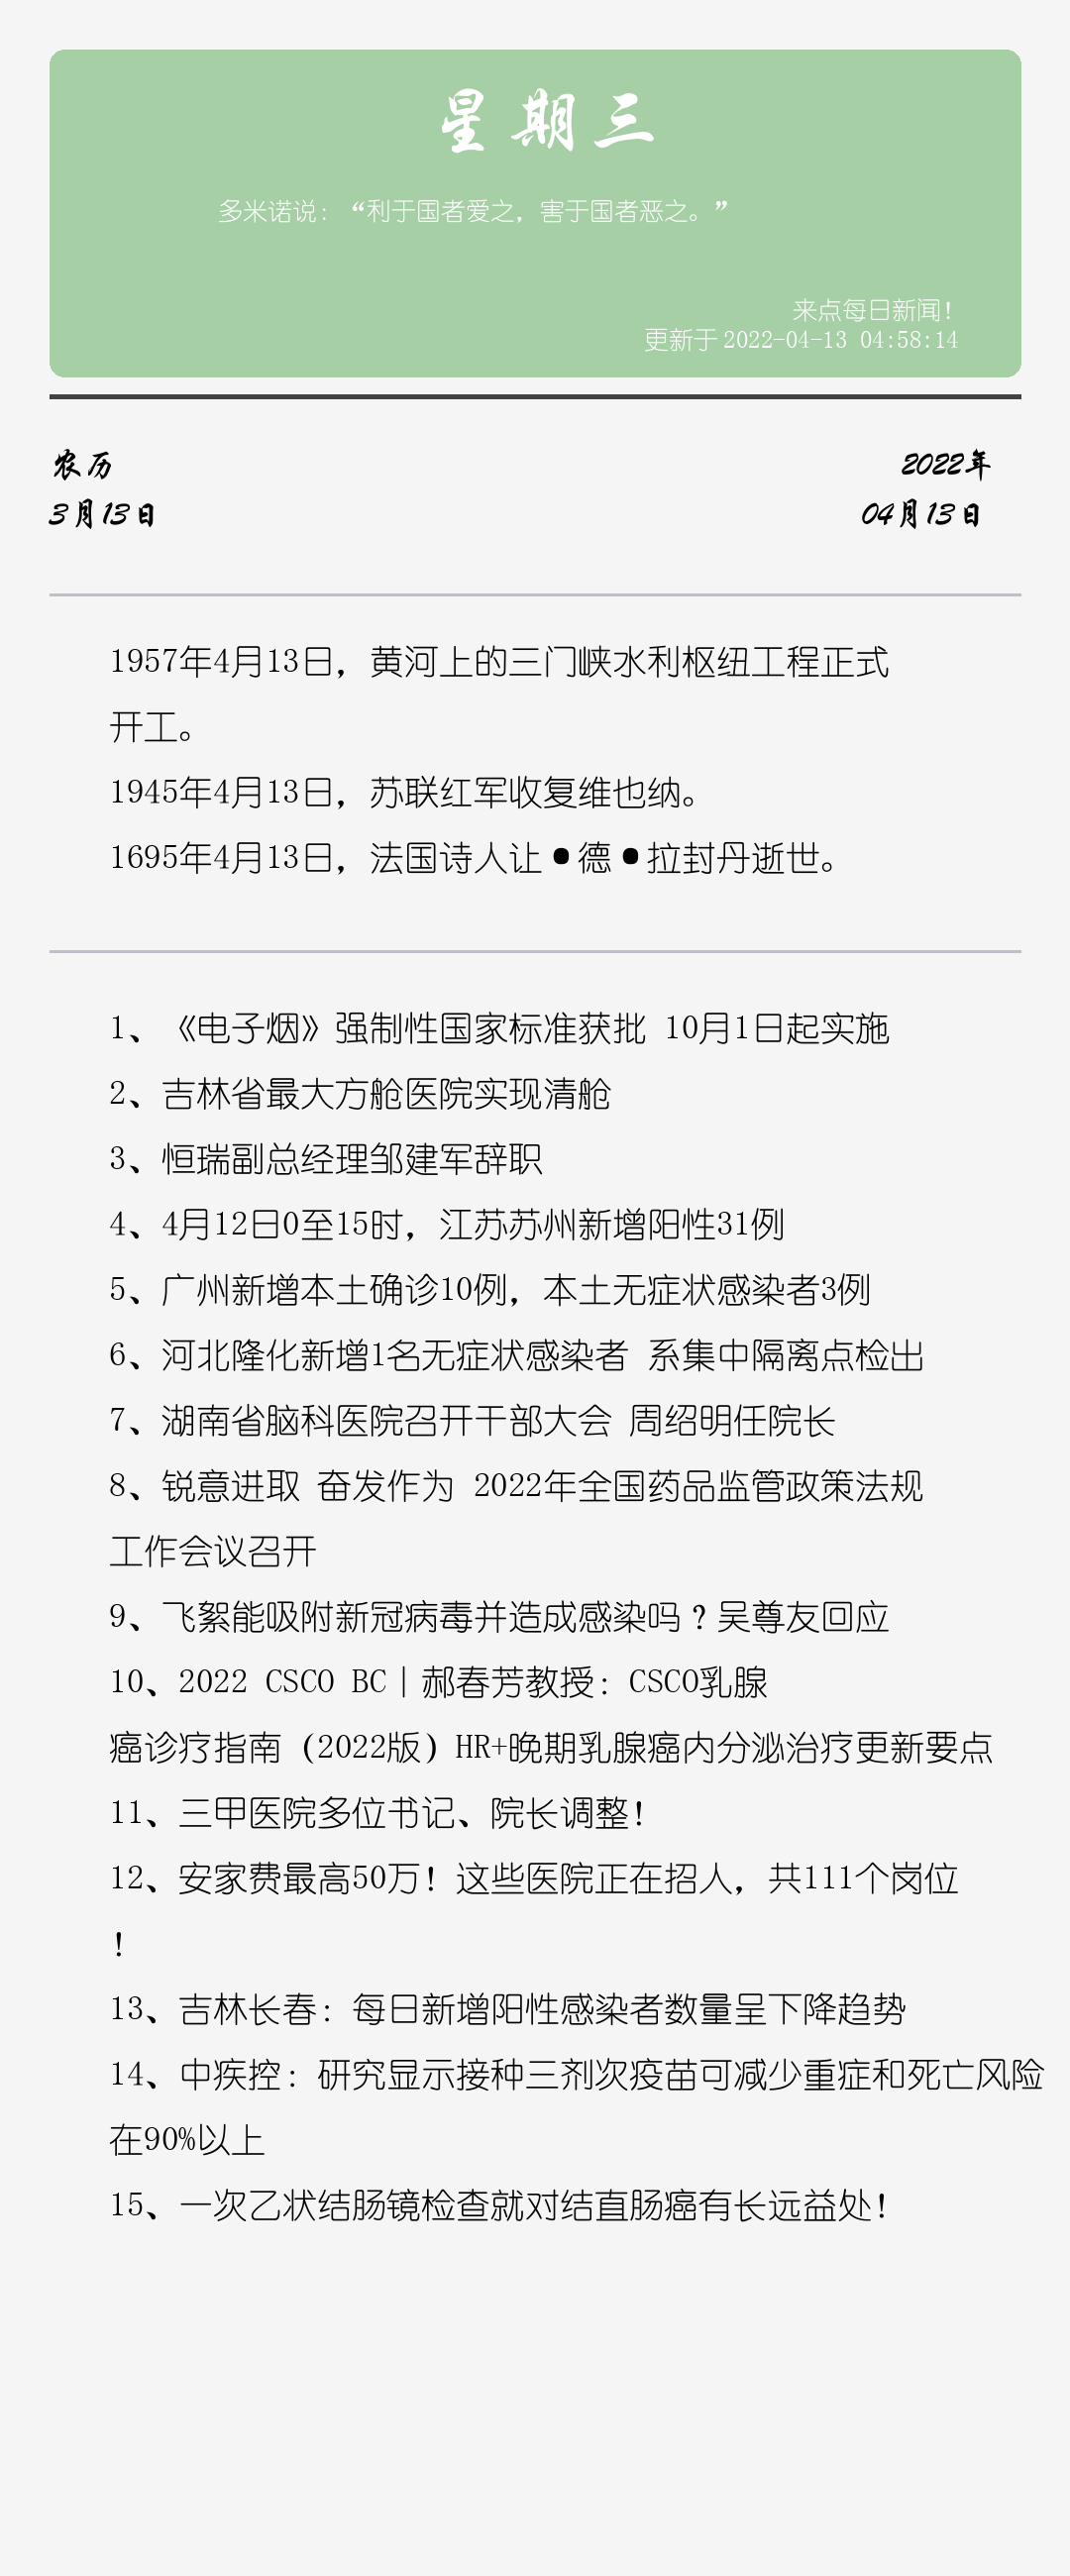 星期三
多米诺说：“利于国者爱之，害于国者恶之。”
来点每日新闻！
更新于 2022-04-13 04:58:14
农历
2022年
3月13日
04月13日
1957年4月13日，黄河上的三门峡水利枢纽工程正式
开工。
1945年4月13日，苏联红军收复维也纳。
1695年4月13日，法国诗人让•德•拉封丹逝世。
1、《电子烟》强制性国家标准获批 10月1日起实施
2、吉林省最大方舱医院实现清舱
3、恒瑞副总经理邹建军辞职
4、4月12日0至15时，江苏苏州新增阳性31例
5、广州新增本土确诊10例，本土无症状感染者3例
6、河北隆化新增1名无症状感染者 系集中隔离点检出
7、湖南省脑科医院召开干部大会 周绍明任院长
8、锐意进取 奋发作为 2022年全国药品监管政策法规
工作会议召开
9、飞絮能吸附新冠病毒并造成感染吗？吴尊友回应
10、2022 CSCO BC｜郝春芳教授：CSCO乳腺
癌诊疗指南（2022版）HR+晚期乳腺癌内分泌治疗更新要点
11、三甲医院多位书记、院长调整！
12、安家费最高50万！这些医院正在招人，共111个岗位
！
13、吉林长春：每日新增阳性感染者数量呈下降趋势
14、中疾控：研究显示接种三剂次疫苗可减少重症和死亡风险
在90%以上
15、一次乙状结肠镜检查就对结直肠癌有长远益处！